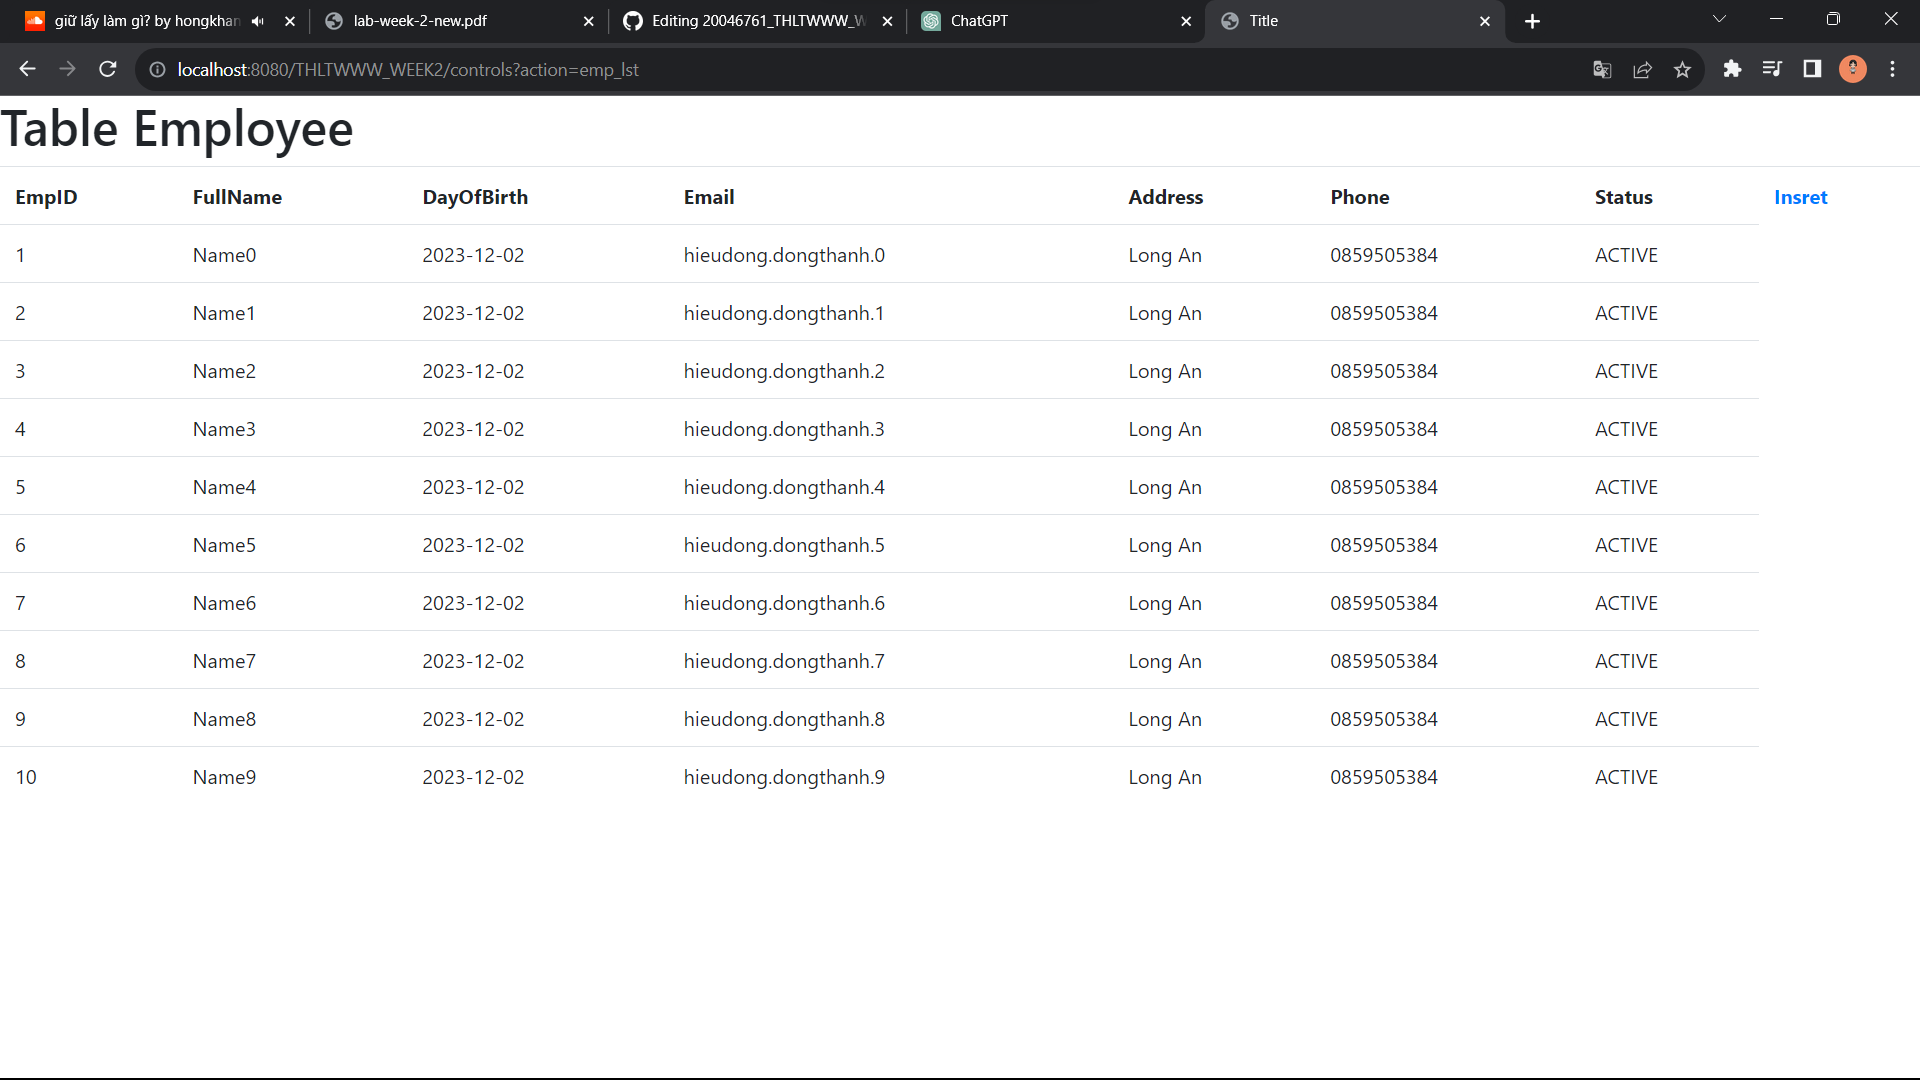 giữ lấy làm gì? by hongkhan
lab-week-2-new.pdf
Editing 20046761_THLTWWW_W
ChatGPT
Title
localhost:8080/THLTWWW_WEEK2/controls?action=emp_lst
Table Employee
EmpID FullName DayOfBirth Email Address Phone Status Insret
1 Name0 2023-12-02 hieudong.dongthanh.0 Long An 0859505384 ACTIVE
2 Name1 2023-12-02 hieudong.dongthanh.1 Long An 0859505384 ACTIVE
3 Name2 2023-12-02 hieudong.dongthanh.2 Long An 0859505384 ACTIVE
4 Name3 2023-12-02 hieudong.dongthanh.3 Long An 0859505384 ACTIVE
5 Name4 2023-12-02 hieudong.dongthanh.4 Long An 0859505384 ACTIVE
6 Name5 2023-12-02 hieudong.dongthanh.5 Long An 0859505384 ACTIVE
7 Name6 2023-12-02 hieudong.dongthanh.6 Long An 0859505384 ACTIVE
8 Name7 2023-12-02 hieudong.dongthanh.7 Long An 0859505384 ACTIVE
9 Name8 2023-12-02 hieudong.dongthanh.8 Long An 0859505384 ACTIVE
10 Name9 2023-12-02 hieudong.dongthanh.9 Long An 0859505384 ACTIVE